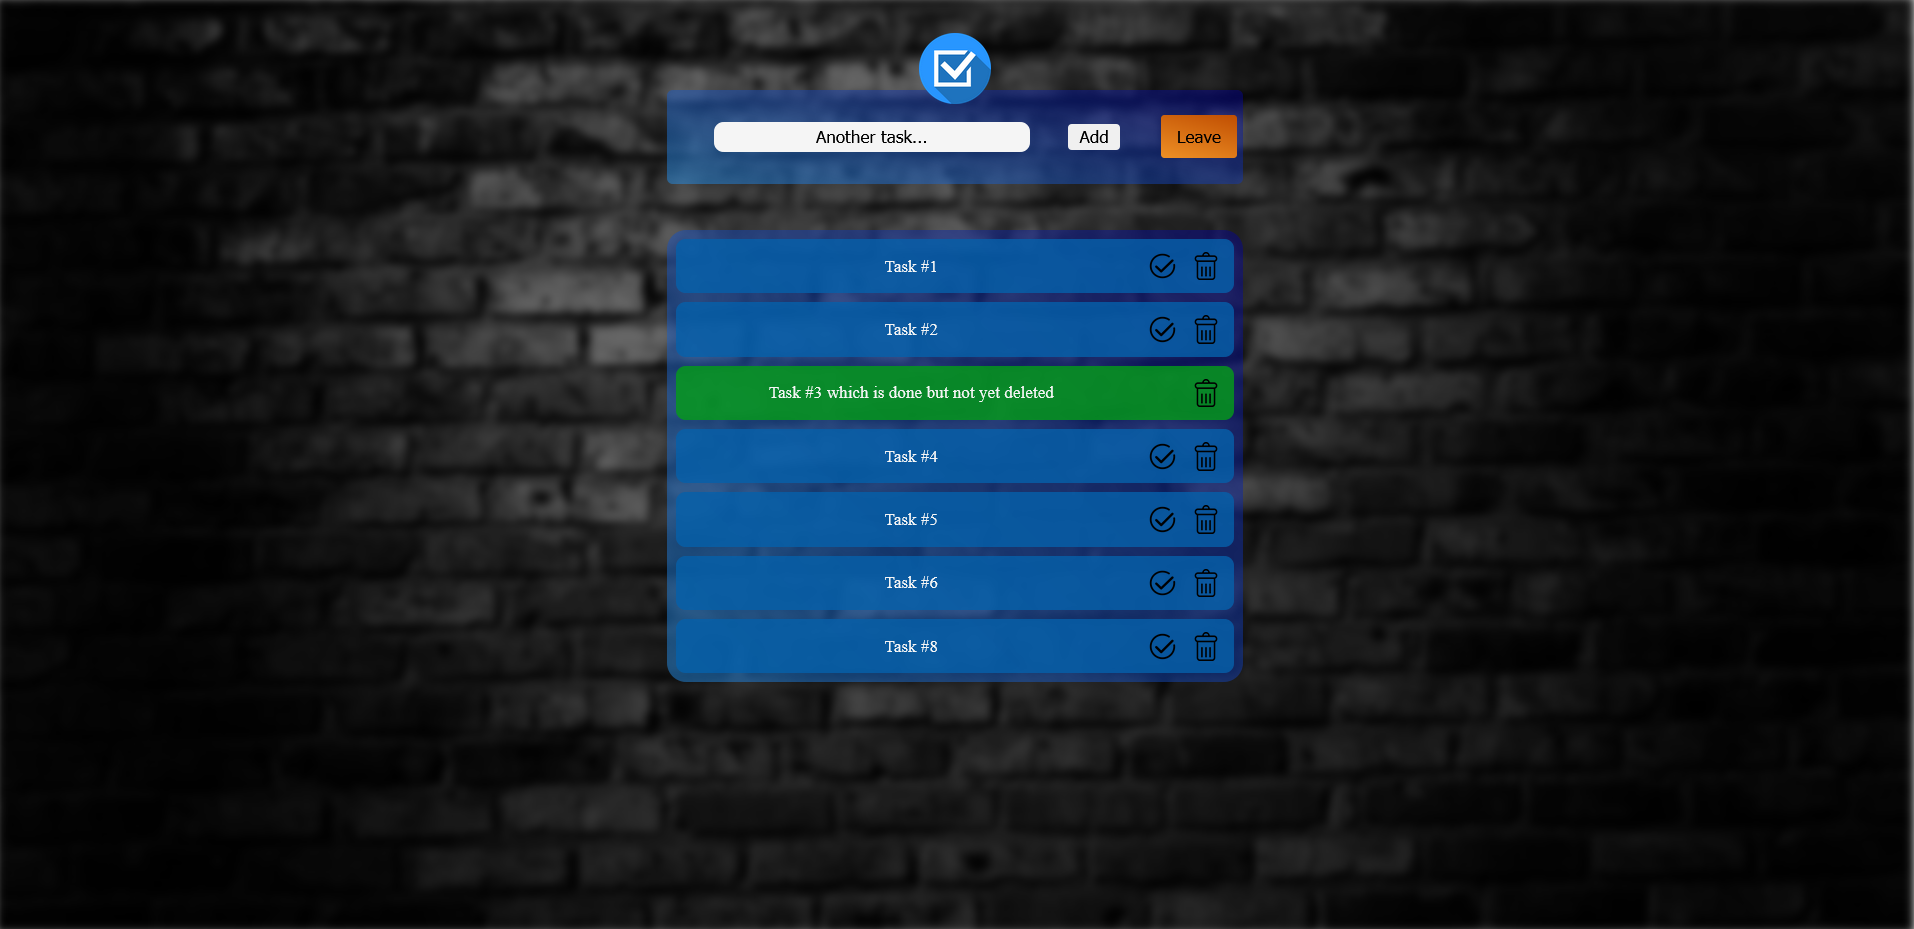 Another task...
Add
Leave
Task #1
Task #2
Task #3 which is done but not yet deleted
Task #4
Task #5
Task #6
Task #8